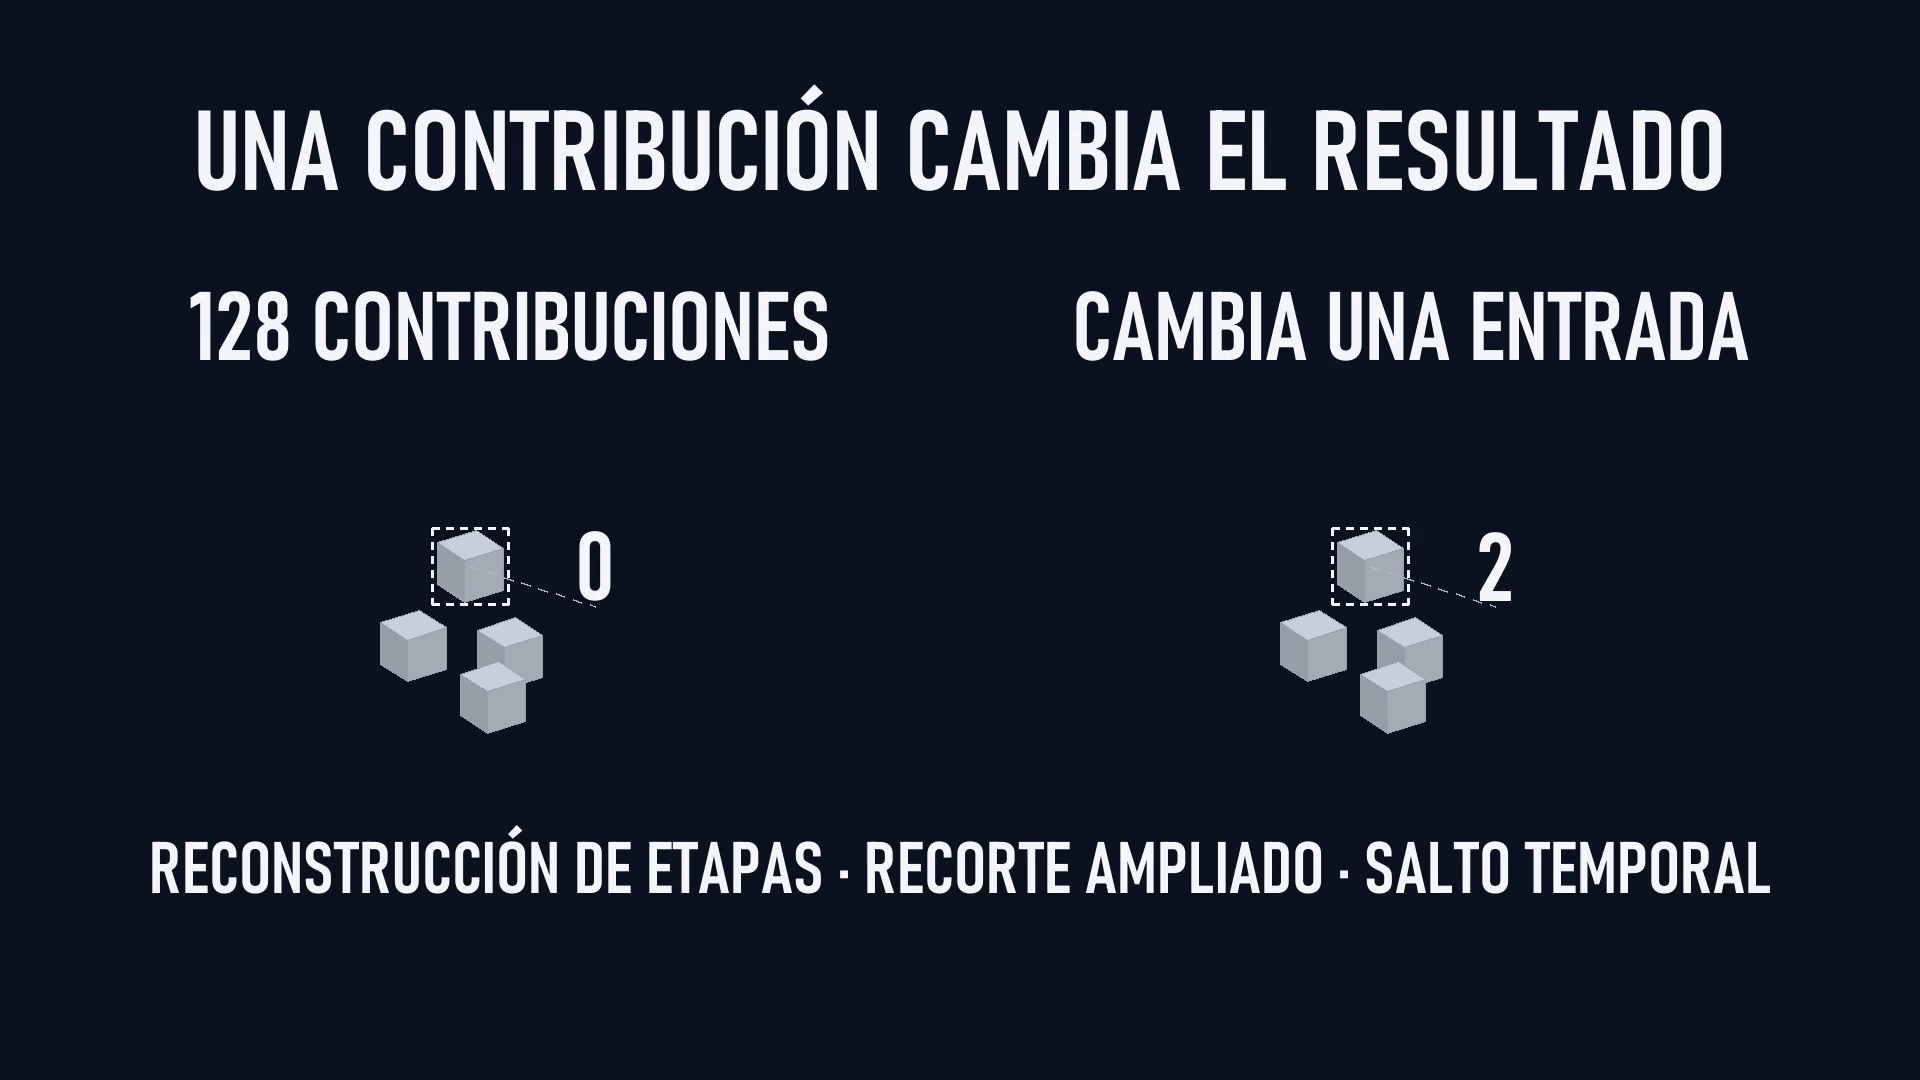 UNA CONTRIBUCIÓN CAMBIA EL RESULTADO
128 CONTRIBUCIONES
CAMBIA UNA ENTRADA
0
2
RECONSTRUCCIÓN DE ETAPAS · RECORTE AMPLIADO · SALTO TEMPORAL